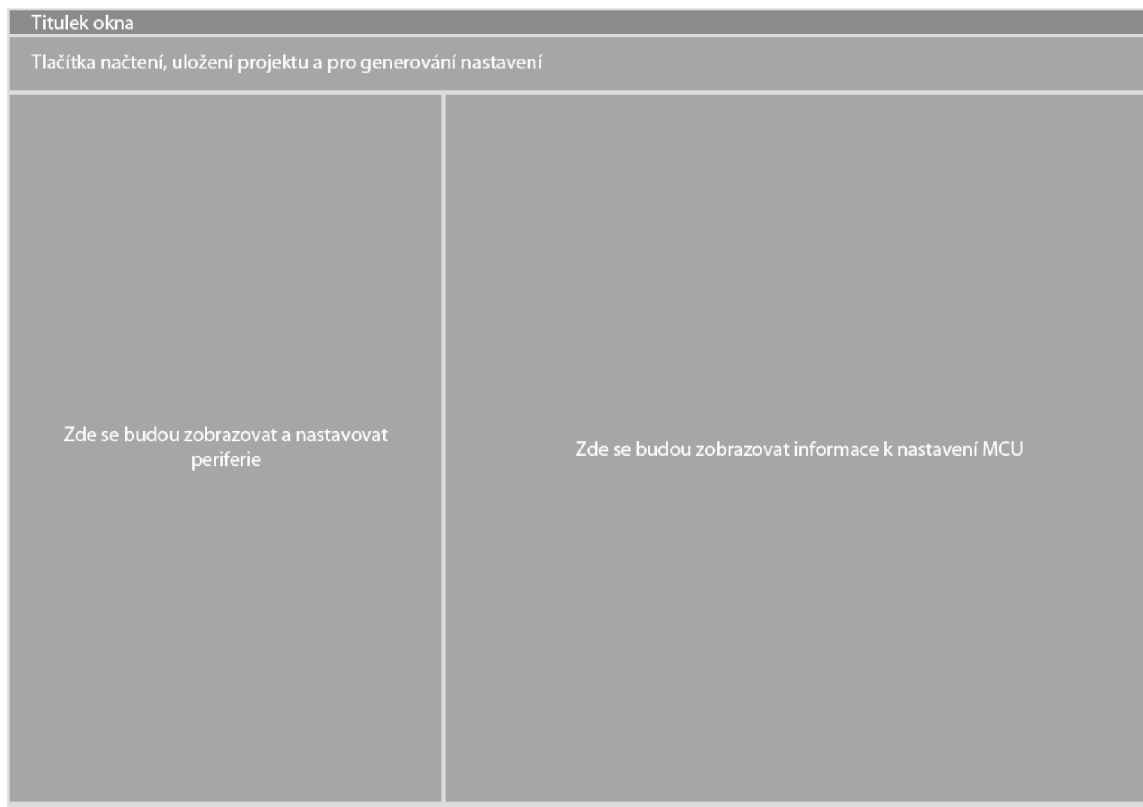 Titulek okna
Tlačítka načtení, uložení projektu a pro generování nastavení
Zde se budou zobrazovat a nastavovat
periferie
Zde se budou zobrazovat informace k nastavení MCU